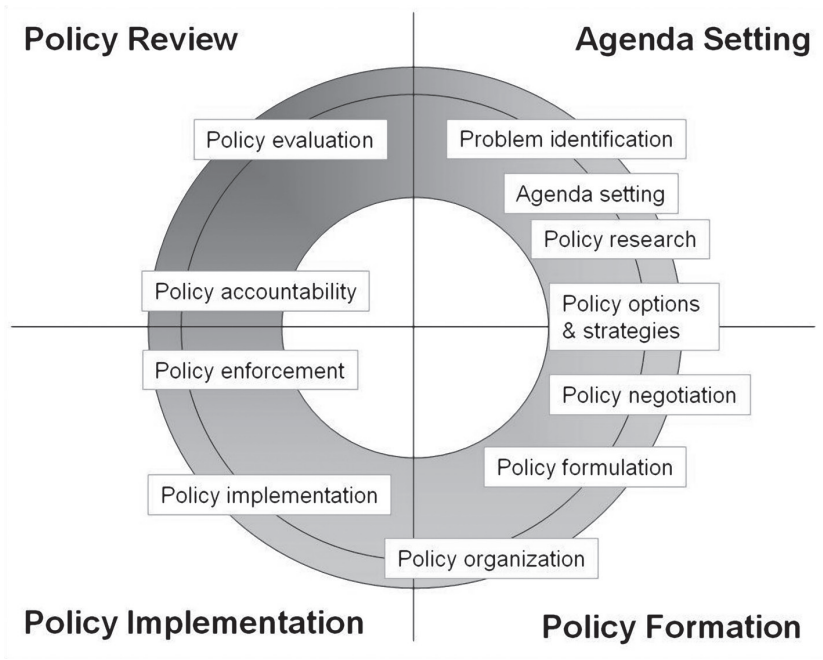 Policy Review
Agenda Setting
Policy evaluation
Problem identification
Agenda setting
Policy research
Policy accountability
Policy options
& strategies
Policy enforcement
Policy negotiation
Policy formulation
Policy implementation
Policy organization
Policy Implementation
Policy Formation